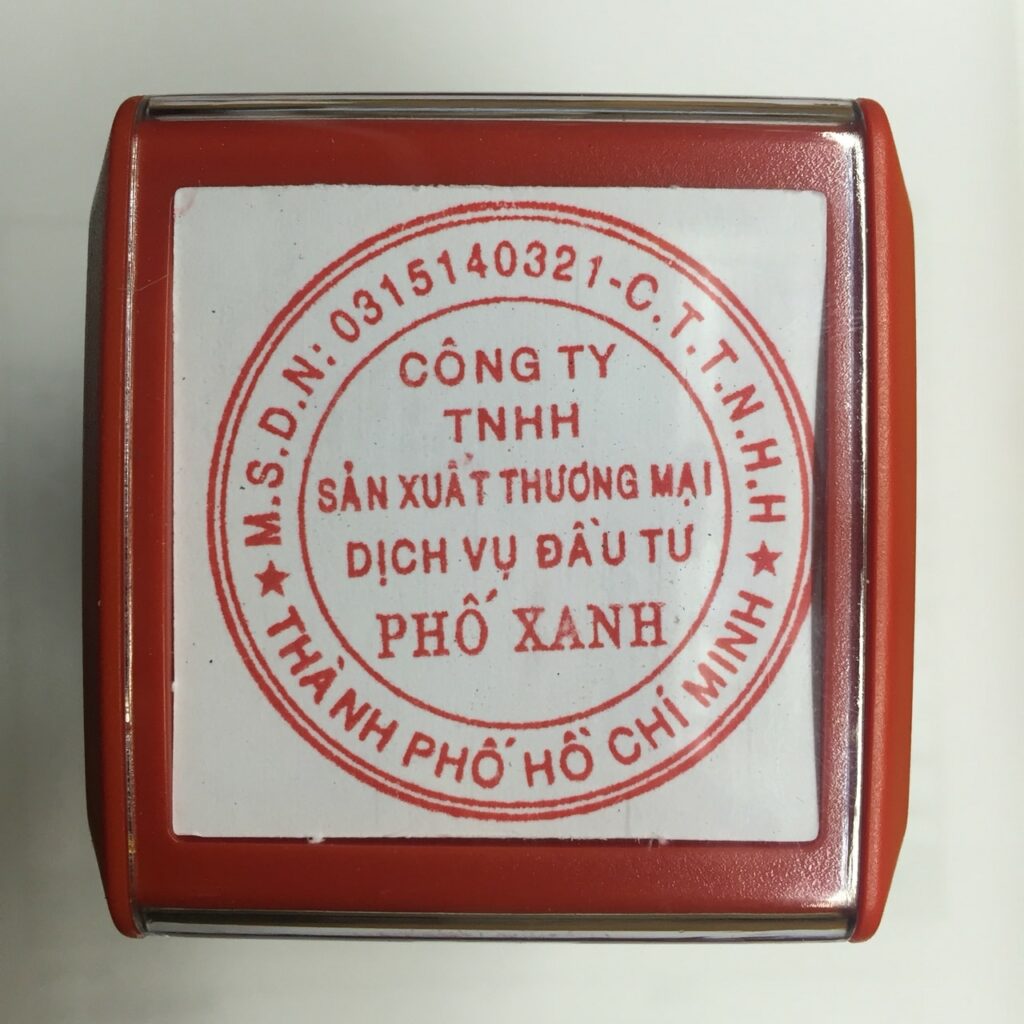 M.S.D.N: 0315140321-C.T.T.N.H.H
CÔNG TY
TNHH
SẢN XUẤT THƯƠNG MẠI
DỊCH VỤ ĐẦU TƯ
PHỐ XANH
★ THÀNH PHỐ HỒ CHÍ MINH ★